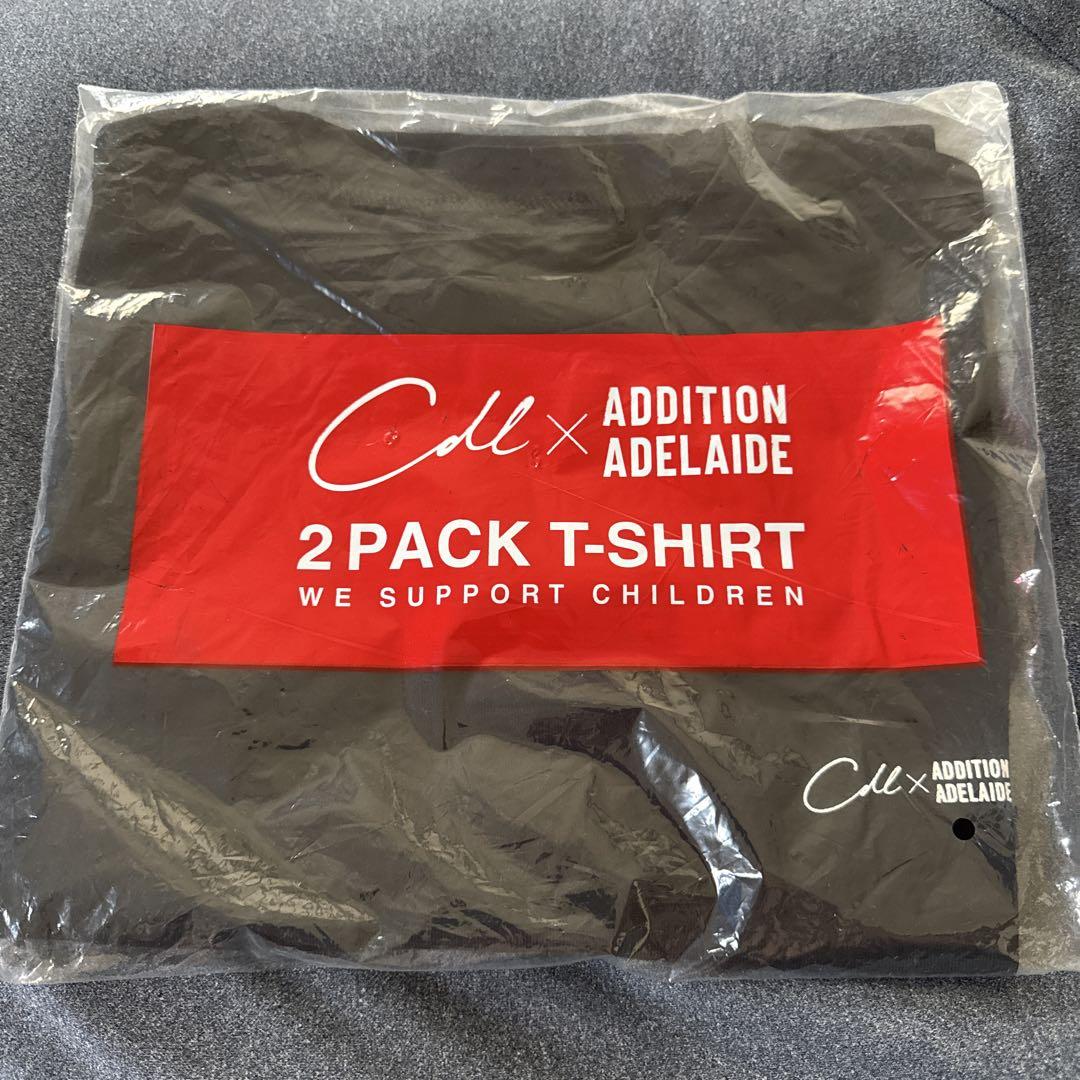 Cdl × ADDITION ADELAIDE
2 PACK T-SHIRT
WE SUPPORT CHILDREN
Cdl × ADDITION ADELAIDE